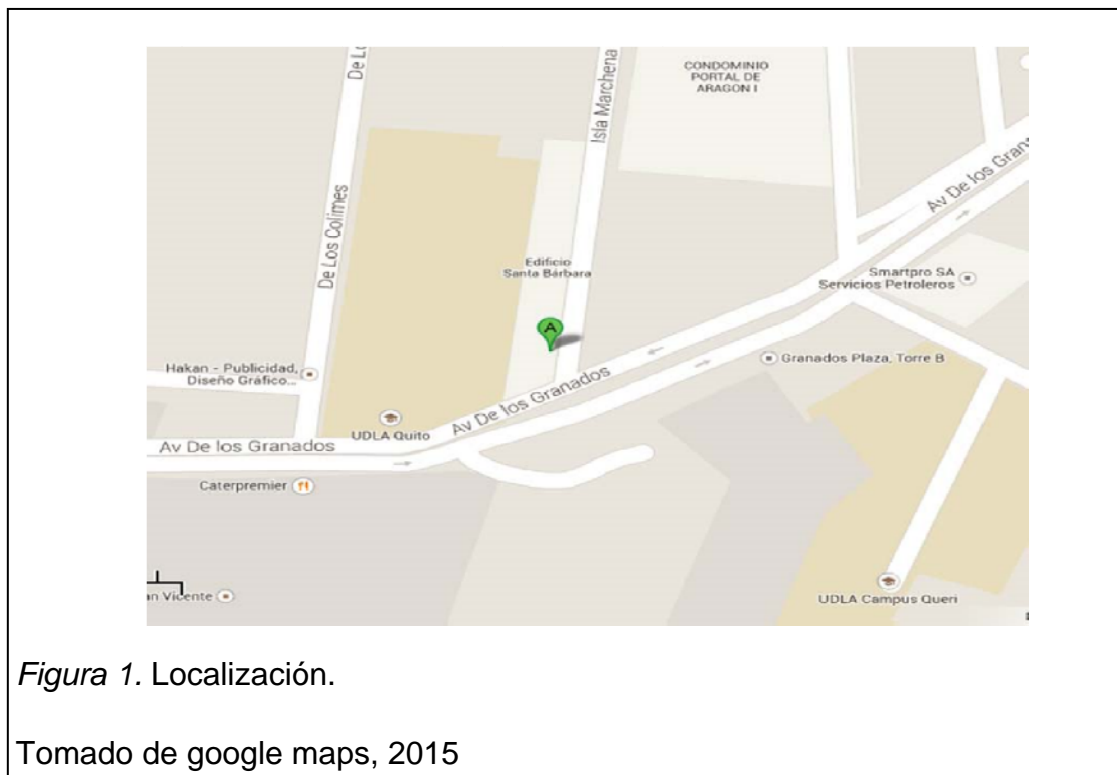 De Lo
Isla Marchena
CONDOMINIO
PORTAL DE
ARAGON I
Av De los Gran
De Los Colimes
Edificio
Santa Bárbara
Smartpro SA
Servicios Petroleros
A
Hakan - Publicidad,
Diseño Gráfico...
Granados Plaza, Torre B
Av De los Granados
UDLA Quito
Av De los Granados
Caterpremier
an Vicente
UDLA Campus Queri
Figura 1. Localización.
Tomado de google maps, 2015